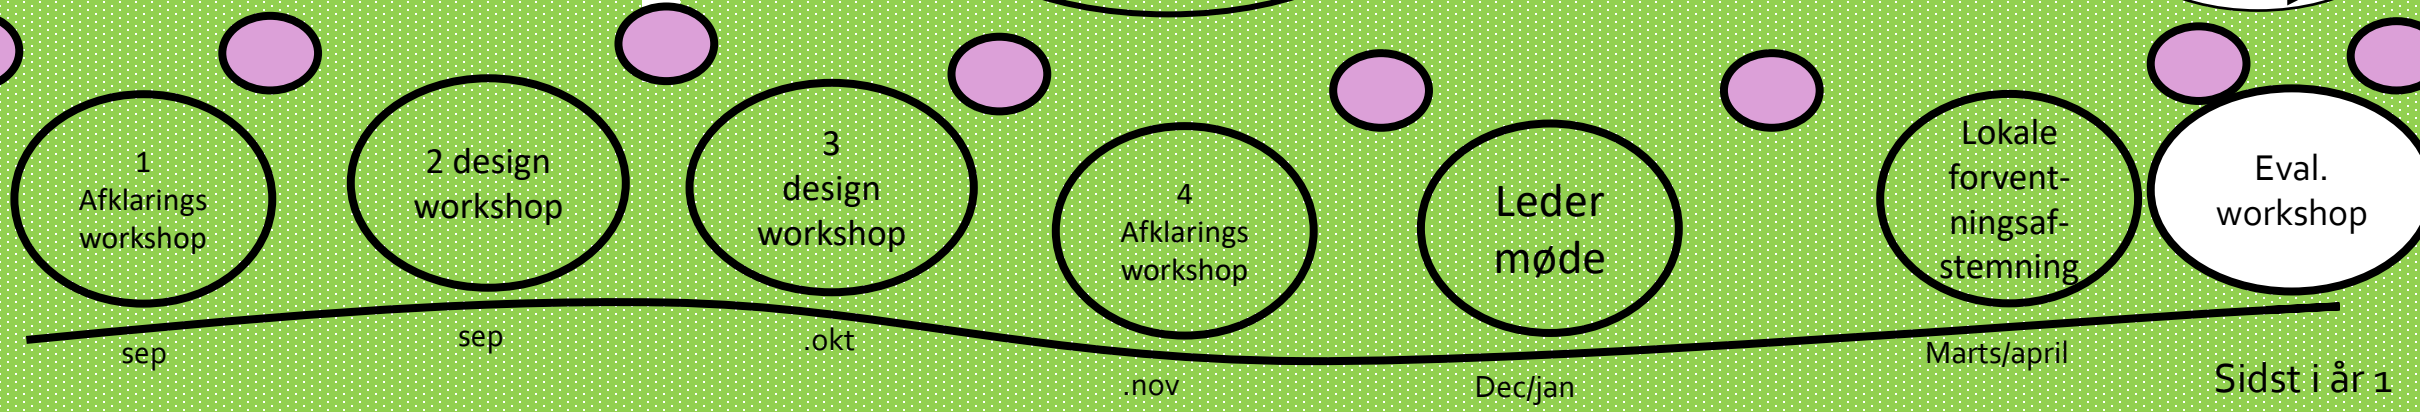 1
Afklarings
workshop
2 design
workshop
3
design
workshop
4
Afklarings
workshop
Leder
møde
Lokale
forvent-
ningsaf-
stemning
Eval.
workshop
sep
sep
.okt
.nov
Dec/jan
Marts/april
Sidst i år 1